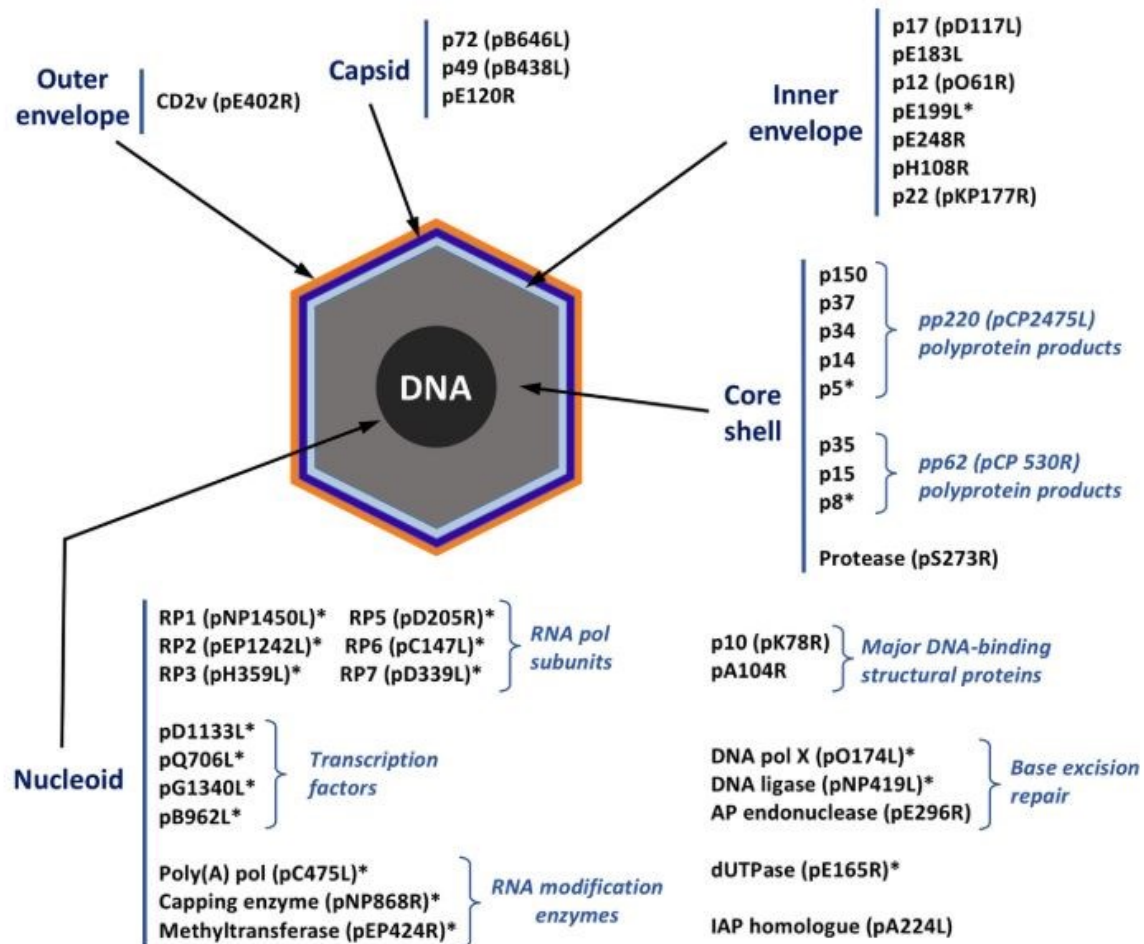 Outer
envelope
CD2v (pE402R)
Capsid
p72 (pB646L)
p49 (pB438L)
pE120R
Inner
envelope
p17 (pD117L)
pE183L
p12 (pO61R)
pE199L*
pE248R
pH108R
p22 (pKP177R)
DNA
Core
shell
p150
p37
p34
p14
p5*
pp220 (pCP2475L)
polyprotein products
p35
p15
p8*
pp62 (pCP 530R)
polyprotein products
Protease (pS273R)
Nucleoid
RP1 (pNP1450L)* RP5 (pD205R)*
RP2 (pEP1242L)* RP6 (pC147L)*
RP3 (pH359L)* RP7 (pD339L)*
RNA pol
subunits
pD1133L*
pQ706L*
pG1340L*
pB962L*
Transcription
factors
Poly(A) pol (pC475L)*
Capping enzyme (pNP868R)*
Methyltransferase (pEP424R)*
RNA modification
enzymes
p10 (pK78R)
pA104R
Major DNA-binding
structural proteins
DNA pol X (pO174L)*
DNA ligase (pNP419L)*
AP endonuclease (pE296R)
Base excision
repair
dUTPase (pE165R)*
IAP homologue (pA224L)